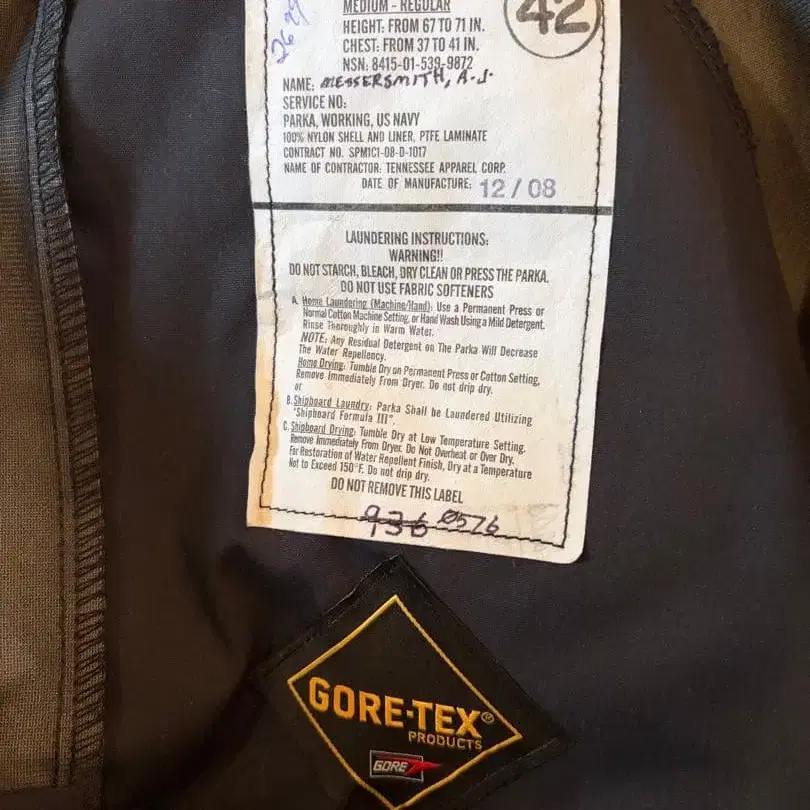 MEDIUM - REGULAR
42
HEIGHT: FROM 67 TO 71 IN.
CHEST: FROM 37 TO 41 IN.
NSN: 8415-01-539-9872
NAME: MESSERSMITH, A.J.
SERVICE NO:
PARKA, WORKING, US NAVY
100% NYLON SHELL AND LINER, PTFE LAMINATE
CONTRACT NO. SPM1C1-08-D-1017
NAME OF CONTRACTOR: TENNESSEE APPAREL CORP.
DATE OF MANUFACTURE: 12/08
LAUNDERING INSTRUCTIONS:
WARNING!!
DO NOT STARCH, BLEACH, DRY CLEAN OR PRESS THE PARKA.
DO NOT USE FABRIC SOFTENERS
A. Home Laundering (Machine/Hand): Use a Permanent Press or
Normal Cotton Machine Setting, or Hand Wash Using a Mild Detergent.
Rinse Thoroughly in Warm Water.
NOTE: Any Residual Detergent on The Parka Will Decrease
The Water Repellency.
Home Drying: Tumble Dry on Permanent Press or Cotton Setting,
Remove Immediately From Dryer. Do not drip dry.
or
B. Shipboard Laundry: Parka Shall be Laundered Utilizing
"Shipboard Formula III".
C. Shipboard Drying: Tumble Dry at Low Temperature Setting.
Remove Immediately From Dryer. Do Not Overheat or Over Dry.
For Restoration of Water Repellent Finish, Dry at a Temperature
Not to Exceed 150°F. Do not drip dry.
DO NOT REMOVE THIS LABEL
936 0576
GORE-TEX®
PRODUCTS
GORE